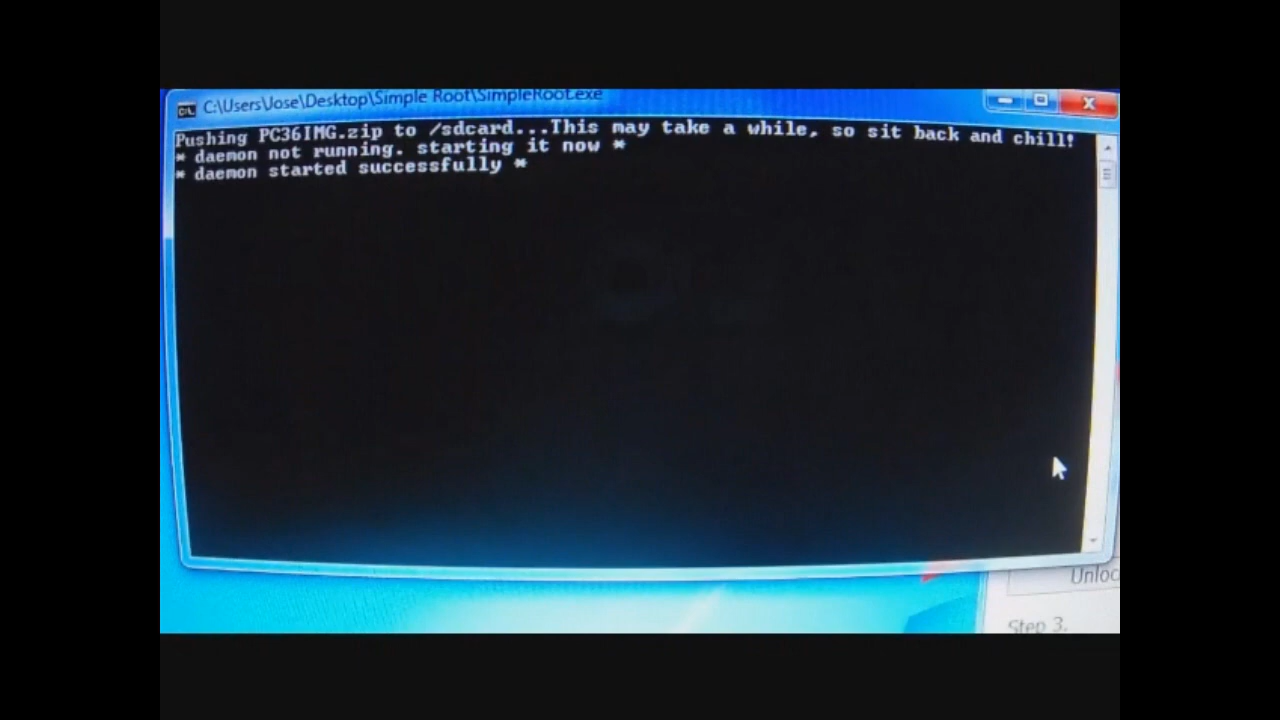 C:\Users\Jose\Desktop\Simple Root\SimpleRoot.exe
Pushing PC36IMG.zip to /sdcard...This may take a while, so sit back and chill!
* daemon not running. starting it now *
* daemon started successfully *
Step 3.